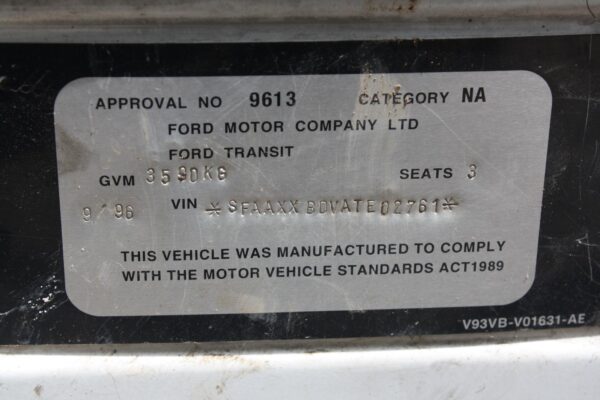 APPROVAL NO 9613 CATEGORY NA
FORD MOTOR COMPANY LTD
FORD TRANSIT
GVM 3500KG SEATS 3
9/96 VIN *SFAAXXBDVATE02761*
THIS VEHICLE WAS MANUFACTURED TO COMPLY
WITH THE MOTOR VEHICLE STANDARDS ACT1989
V93VB-V01631-AE